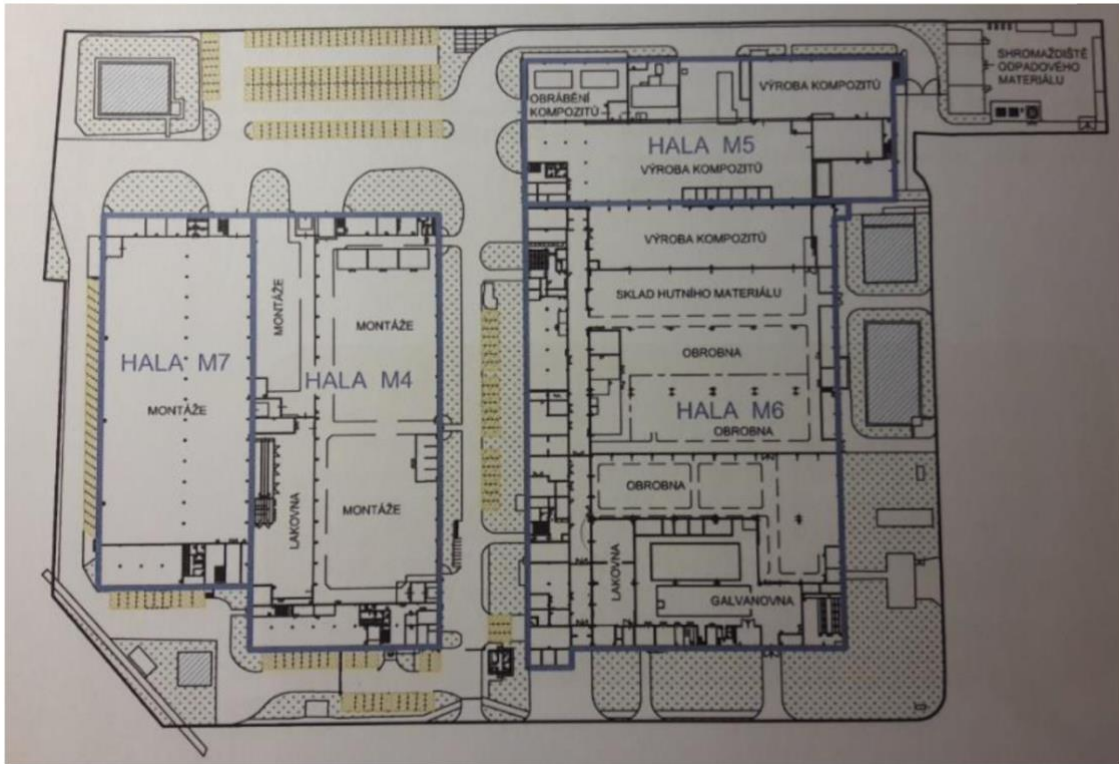 SHROMAŽDIŠTĚ
ODPADOVÉHO
MATERIÁLU
OBRÁBĚNÍ
KOMPOZITŮ
VÝROBA KOMPOZITŮ
HALA M5
VÝROBA KOMPOZITŮ
VÝROBA KOMPOZITŮ
SKLAD HUTNÍHO MATERIÁLU
OBROBNA
HALA M6
OBROBNA
OBROBNA
LAKOVNA
GALVANOVNA
HALA M7
MONTÁŽE
MONTÁŽE
MONTÁŽE
HALA M4
MONTÁŽE
LAKOVNA